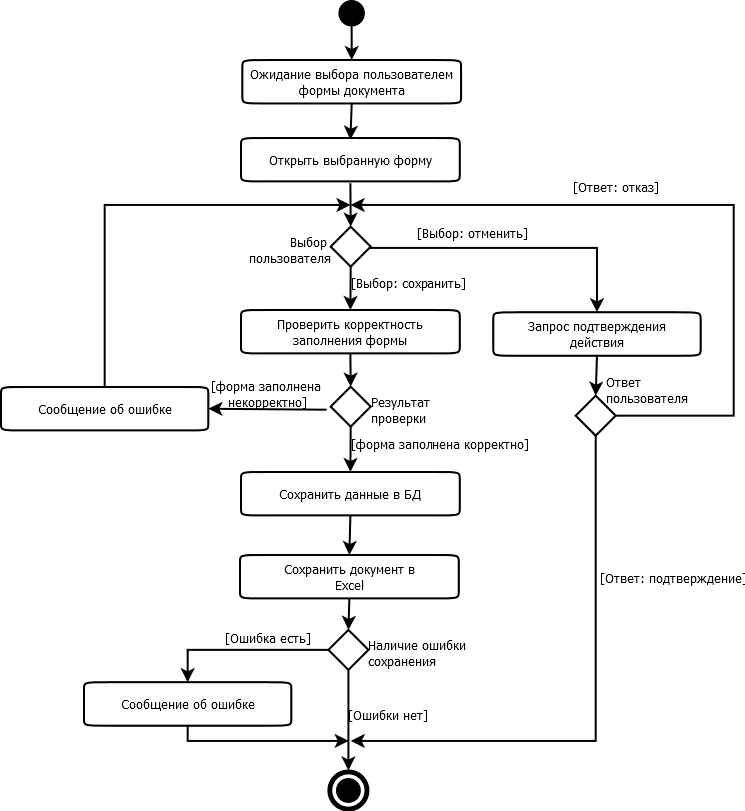 Ожидание выбора пользователем
формы документа
Открыть выбранную форму
[Ответ: отказ]
[Выбор: отменить]
Выбор
пользователя
[Выбор: сохранить]
Проверить корректность
заполнения формы
Запрос подтверждения
действия
[форма заполнена
некорректно]
Сообщение об ошибке
Результат
проверки
Ответ
пользователя
[форма заполнена корректно]
Сохранить данные в БД
Сохранить документ в
Excel
[Ответ: подтверждение]
[Ошибка есть]
Наличие ошибки
сохранения
Сообщение об ошибке
[Ошибки нет]